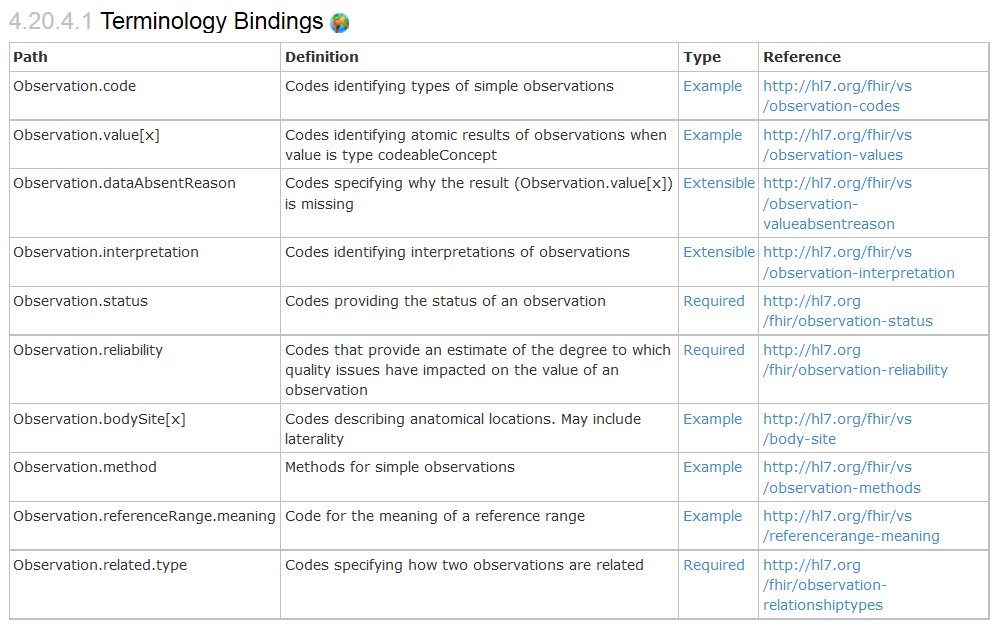 4.20.4.1 Terminology Bindings
Path Definition Type Reference
Observation.code Codes identifying types of simple observations Example http://hl7.org/fhir/vs
/observation-codes
Observation.value[x] Codes identifying atomic results of observations when Example http://hl7.org/fhir/vs
value is type codeableConcept /observation-values
Observation.dataAbsentReason Codes specifying why the result (Observation.value[x]) Extensible http://hl7.org/fhir/vs
is missing /observation-
valueabsentreason
Observation.interpretation Codes identifying interpretations of observations Extensible http://hl7.org/fhir/vs
/observation-interpretation
Observation.status Codes providing the status of an observation Required http://hl7.org
/fhir/observation-status
Observation.reliability Codes that provide an estimate of the degree to which Required http://hl7.org
quality issues have impacted on the value of an /fhir/observation-reliability
observation
Observation.bodySite[x] Codes describing anatomical locations. May include Example http://hl7.org/fhir/vs
laterality /body-site
Observation.method Methods for simple observations Example http://hl7.org/fhir/vs
/observation-methods
Observation.referenceRange.meaning Code for the meaning of a reference range Example http://hl7.org/fhir/vs
/referencerange-meaning
Observation.related.type Codes specifying how two observations are related Required http://hl7.org
/fhir/observation-
relationshiptypes